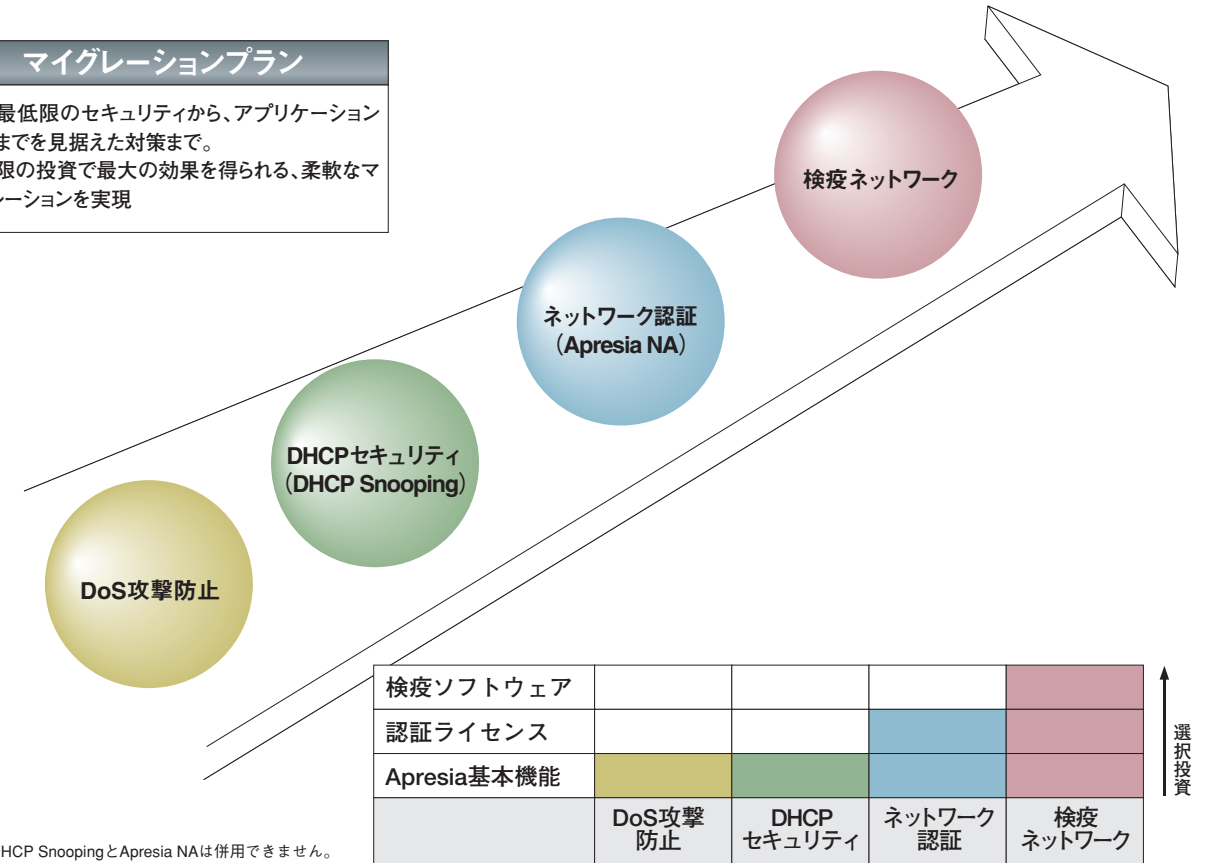 マイグレーションプラン
最低限のセキュリティから、アプリケーション
までを見据えた対策まで。
限の投資で最大の効果を得られる、柔軟なマ
レーションを実現
検疫ネットワーク
ネットワーク認証
（Apresia NA）
DHCPセキュリティ
（DHCP Snooping）
DoS攻撃防止
検疫ソフトウェア
認証ライセンス
Apresia基本機能
DoS攻撃
防止
DHCP
セキュリティ
ネットワーク
認証
検疫
ネットワーク
選択投資
HCP SnoopingとApresia NAは併用できません。